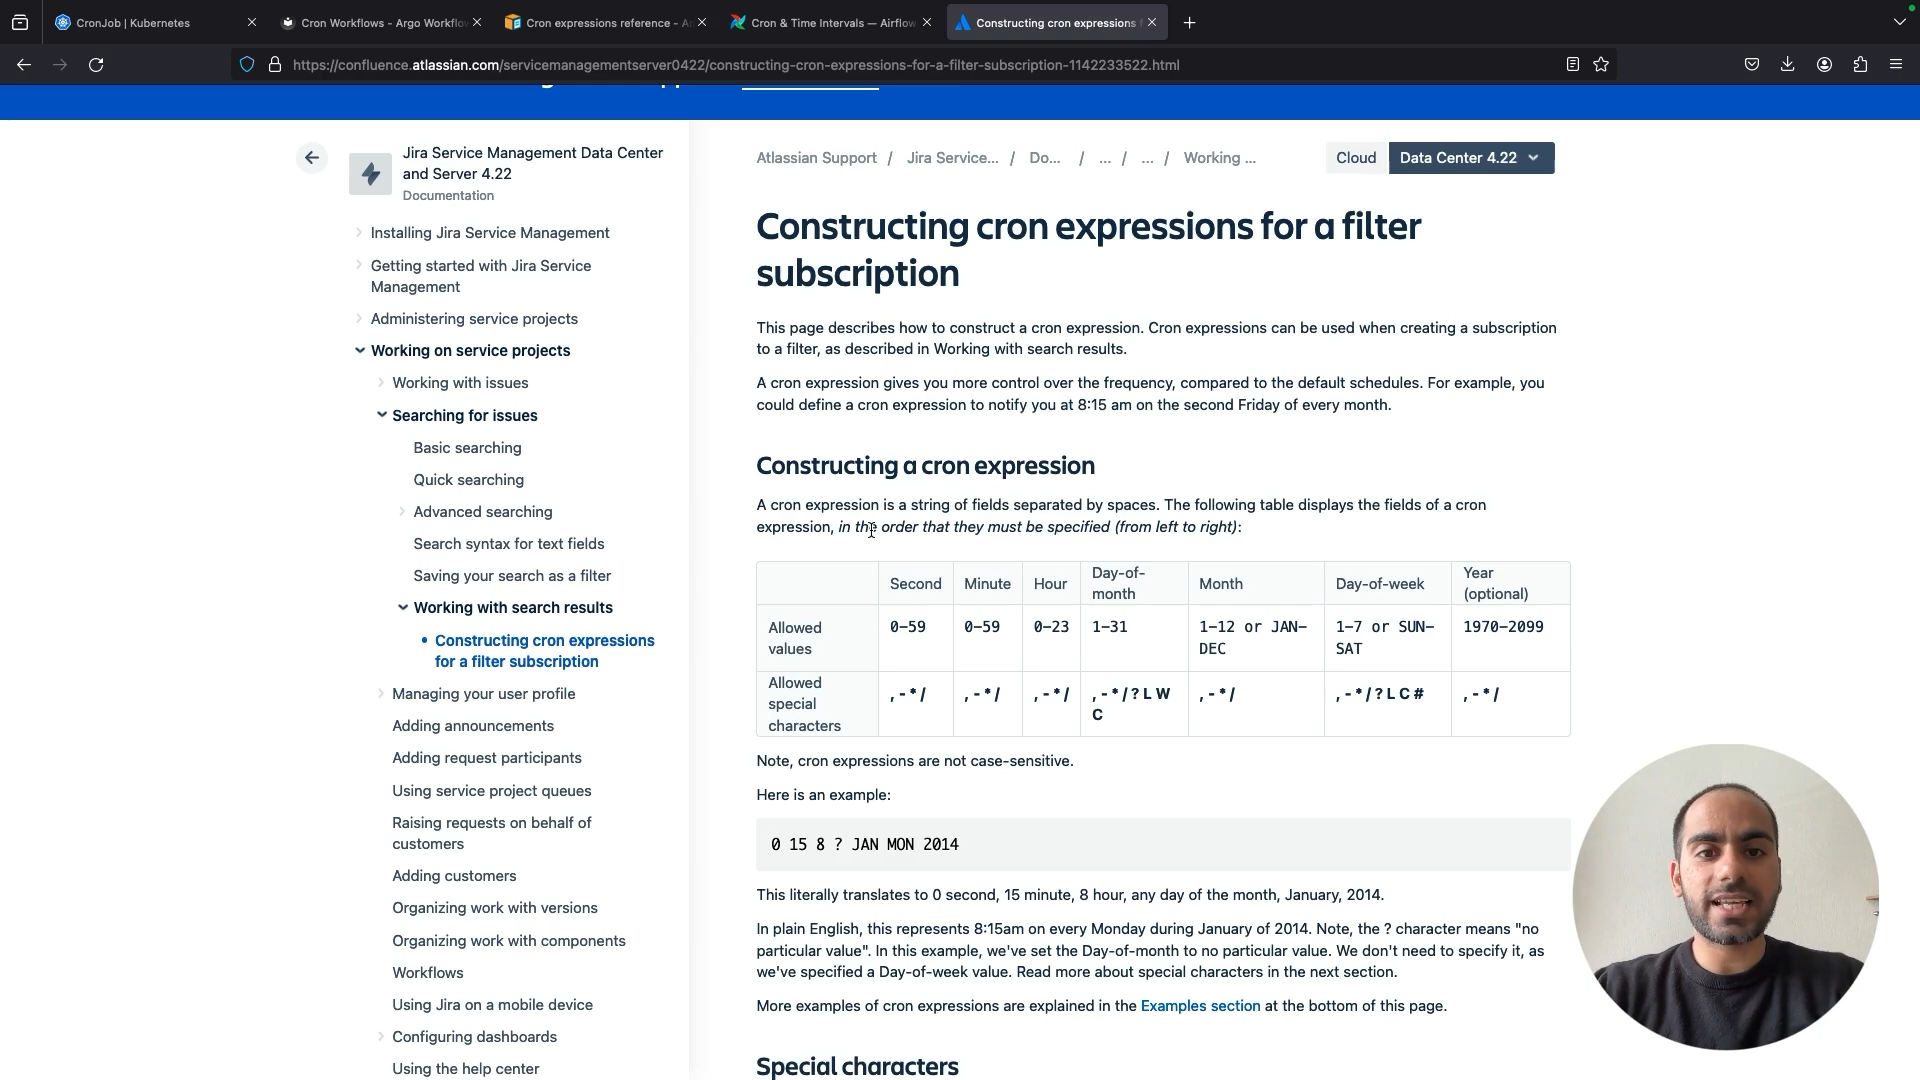 CronJob | Kubernetes
Cron Workflows - Argo Workflo
Cron expressions reference - A
Cron & Time Intervals — Airflow
Constructing cron expressions f
https://confluence.atlassian.com/servicemanagementserver0422/constructing-cron-expressions-for-a-filter-subscription-1142233522.html
Jira Service Management Data Center
and Server 4.22
Documentation
Installing Jira Service Management
Getting started with Jira Service
Management
Administering service projects
Working on service projects
Working with issues
Searching for issues
Basic searching
Quick searching
Advanced searching
Search syntax for text fields
Saving your search as a filter
Working with search results
• Constructing cron expressions
for a filter subscription
Managing your user profile
Adding announcements
Adding request participants
Using service project queues
Raising requests on behalf of
customers
Adding customers
Organizing work with versions
Organizing work with components
Workflows
Using Jira on a mobile device
Configuring dashboards
Using the help center
Atlassian Support / Jira Service... / Do... / ... / ... / Working ...
Cloud Data Center 4.22
Constructing cron expressions for a filter
subscription
This page describes how to construct a cron expression. Cron expressions can be used when creating a subscription
to a filter, as described in Working with search results.
A cron expression gives you more control over the frequency, compared to the default schedules. For example, you
could define a cron expression to notify you at 8:15 am on the second Friday of every month.
Constructing a cron expression
A cron expression is a string of fields separated by spaces. The following table displays the fields of a cron
expression, in the order that they must be specified (from left to right):
Second Minute Hour Day-of-month Month Day-of-week Year (optional)
Allowed values 0-59 0-59 0-23 1-31 1-12 or JAN-DEC 1-7 or SUN-SAT 1970-2099
Allowed special characters , - * / , - * / , - * / , - * / ? L W C , - * / , - * / ? L C # , - * /
Note, cron expressions are not case-sensitive.
Here is an example:
0 15 8 ? JAN MON 2014
This literally translates to 0 second, 15 minute, 8 hour, any day of the month, January, 2014.
In plain English, this represents 8:15am on every Monday during January of 2014. Note, the ? character means "no
particular value". In this example, we've set the Day-of-month to no particular value. We don't need to specify it, as
we've specified a Day-of-week value. Read more about special characters in the next section.
More examples of cron expressions are explained in the Examples section at the bottom of this page.
Special characters